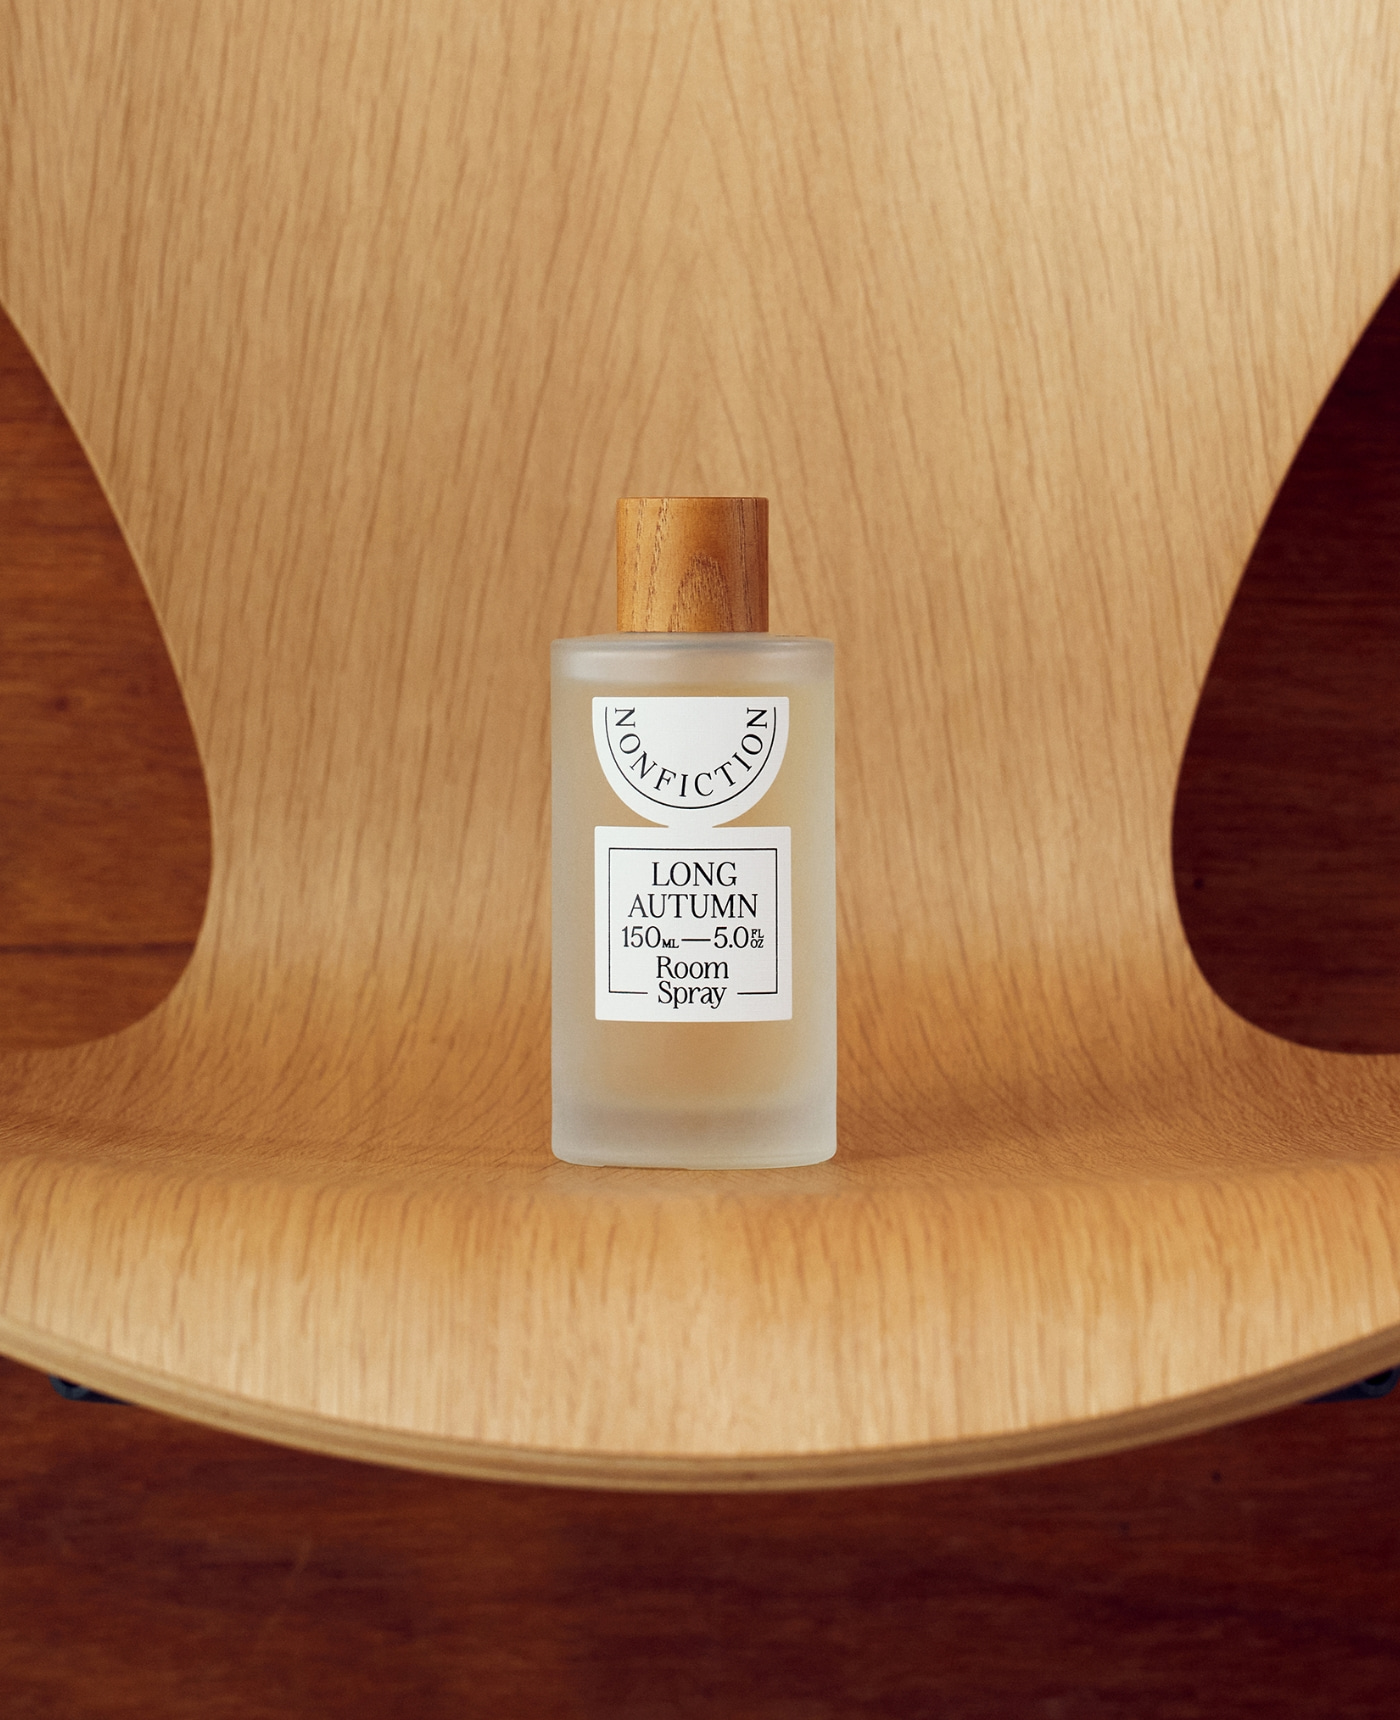 NONFICTION
LONG
AUTUMN
150ML—5.0FL OZ
Room
Spray